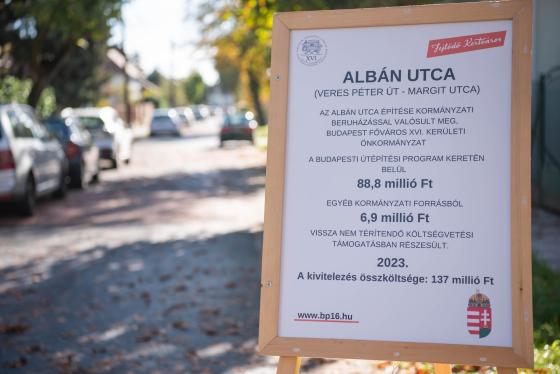 XVI.
Fejlődő Kertváros
ALBÁN UTCA
(VERES PÉTER ÚT - MARGIT UTCA)
AZ ALBÁN UTCA ÉPÍTÉSE KORMÁNYZATI
BERUHÁZÁSSAL VALÓSULT MEG,
BUDAPEST FŐVÁROS XVI. KERÜLETI
ÖNKORMÁNYZAT
A BUDAPESTI ÚTÉPÍTÉSI PROGRAM KERETÉN
BELÜL
88,8 millió Ft
EGYÉB KORMÁNYZATI FORRÁSBÓL
6,9 millió Ft
VISSZA NEM TÉRÍTENDŐ KÖLTSÉGVETÉSI
TÁMOGATÁSBAN RÉSZESÜLT.
2023.
A kivitelezés összköltsége: 137 millió Ft
www.bp16.hu